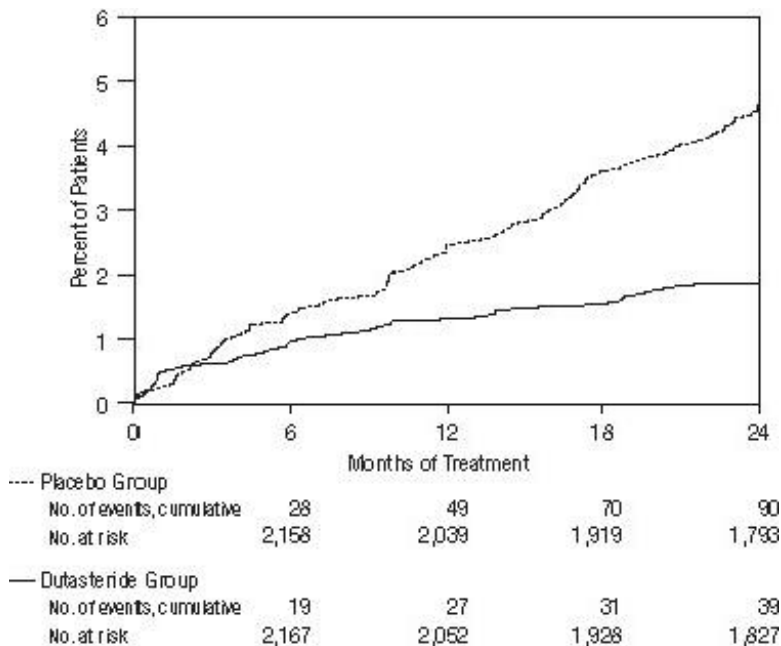 6
5
4
3
2
1
0
Percent of Patients
0 6 12 18 24
Months of Treatment
Placebo Group
No. of events, cumulative 28 49 70 90
No. at risk 2,158 2,039 1,919 1,793
Dutasteride Group
No. of events, cumulative 19 27 31 39
No. at risk 2,167 2,052 1,928 1,827